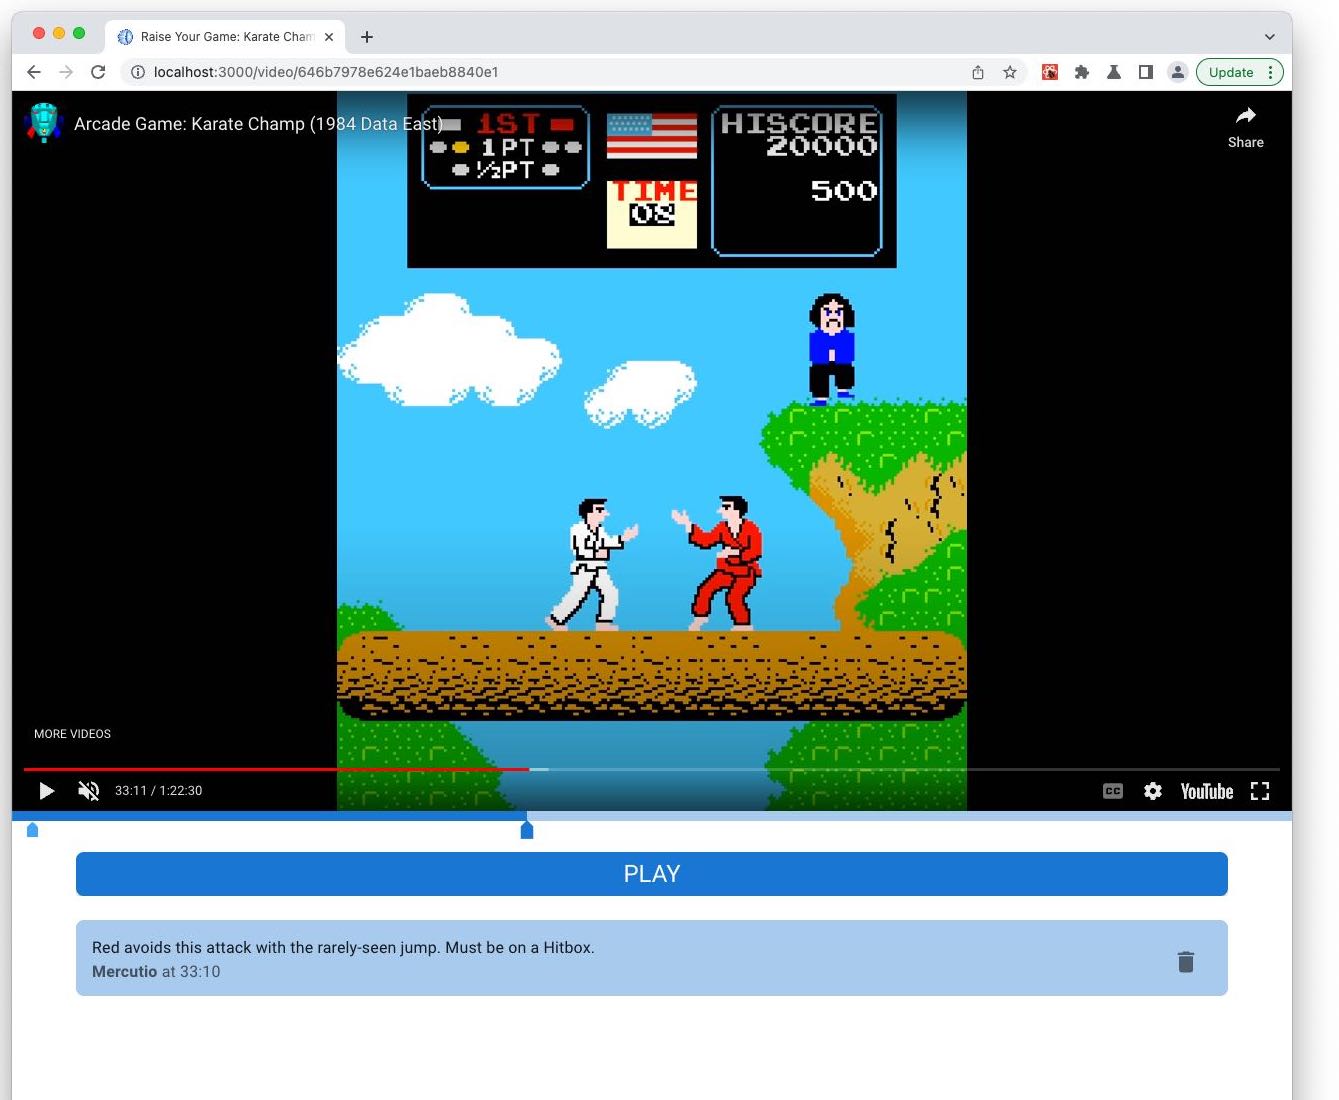 Raise Your Game: Karate Cham
localhost:3000/video/646b7978e624e1baeb8840e1
Update
Arcade Game: Karate Champ (1984 Data East)
Share
1ST
1 PT
½PT
TIME
08
HISCORE
20000
500
MORE VIDEOS
33:11 / 1:22:30
CC
YouTube
PLAY
Red avoids this attack with the rarely-seen jump. Must be on a Hitbox.
Mercutio at 33:10